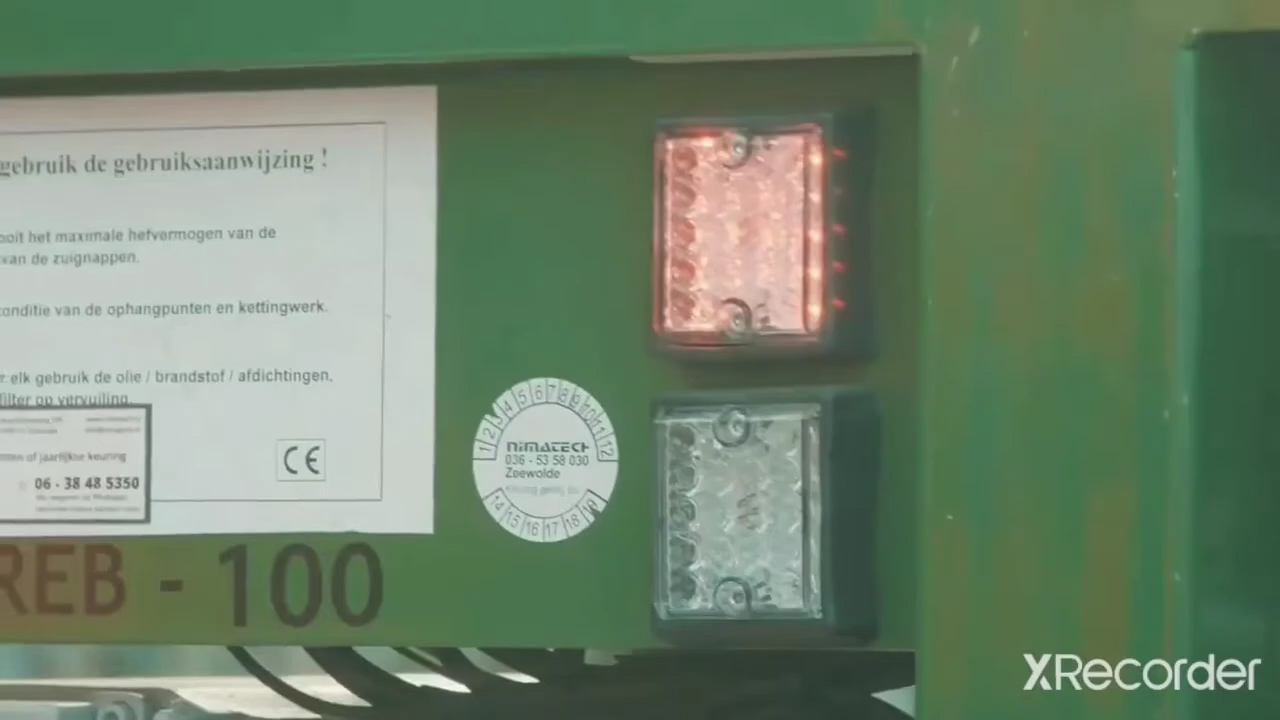 gebruik de gebruiksaanwijzing !
ooit het maximale hefvermogen van de
van de zuignappen.
conditie van de ophangpunten en kettingwerk.
r elk gebruik de olie / brandstof / afdichtingen,
filter op vervuiling.
of jaarlijkse keuring
06 - 38 48 5350
CE
1 2 3 4 5 6 7 8 9 10 11 12
NIMATECH
036 - 53 58 030
Zeewolde
14 15 16 17 18 19
REB - 100
XRecorder